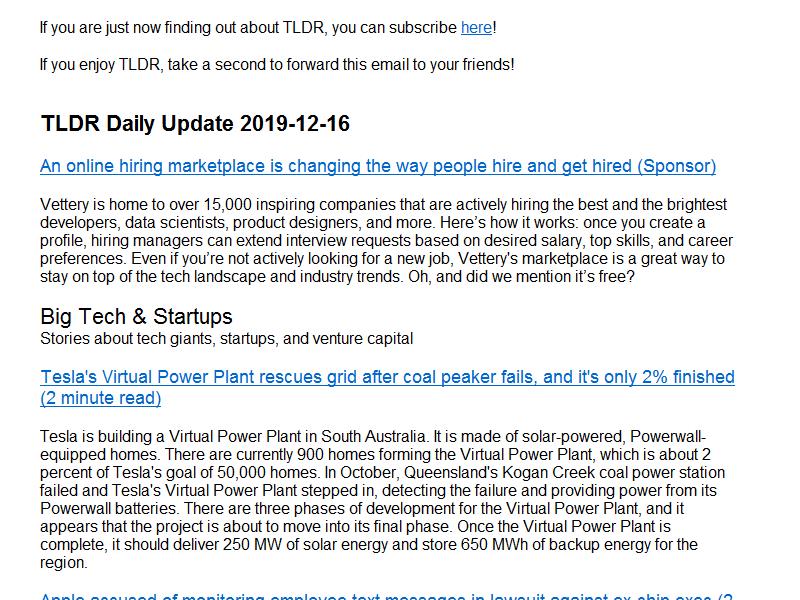 If you are just now finding out about TLDR, you can subscribe here!
If you enjoy TLDR, take a second to forward this email to your friends!
TLDR Daily Update 2019-12-16
An online hiring marketplace is changing the way people hire and get hired (Sponsor)
Vettery is home to over 15,000 inspiring companies that are actively hiring the best and the brightest
developers, data scientists, product designers, and more. Here’s how it works: once you create a
profile, hiring managers can extend interview requests based on desired salary, top skills, and career
preferences. Even if you’re not actively looking for a new job, Vettery's marketplace is a great way to
stay on top of the tech landscape and industry trends. Oh, and did we mention it’s free?
Big Tech & Startups
Stories about tech giants, startups, and venture capital
Tesla's Virtual Power Plant rescues grid after coal peaker fails, and it's only 2% finished
(2 minute read)
Tesla is building a Virtual Power Plant in South Australia. It is made of solar-powered, Powerwall-
equipped homes. There are currently 900 homes forming the Virtual Power Plant, which is about 2
percent of Tesla's goal of 50,000 homes. In October, Queensland's Kogan Creek coal power station
failed and Tesla's Virtual Power Plant stepped in, detecting the failure and providing power from its
Powerwall batteries. There are three phases of development for the Virtual Power Plant, and it
appears that the project is about to move into its final phase. Once the Virtual Power Plant is
complete, it should deliver 250 MW of solar energy and store 650 MWh of backup energy for the
region.
Apple accused of monitoring employee text messages in lawsuit against ex-chip exec (2